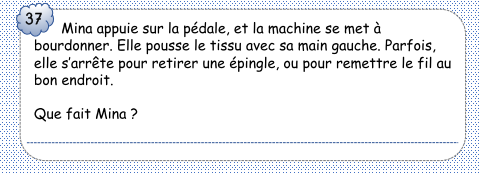 37
Mina appuie sur la pédale, et la machine se met à
bourdonner. Elle pousse le tissu avec sa main gauche. Parfois,
elle s'arrête pour retirer une épingle, ou pour remettre le fil au
bon endroit.
Que fait Mina ?